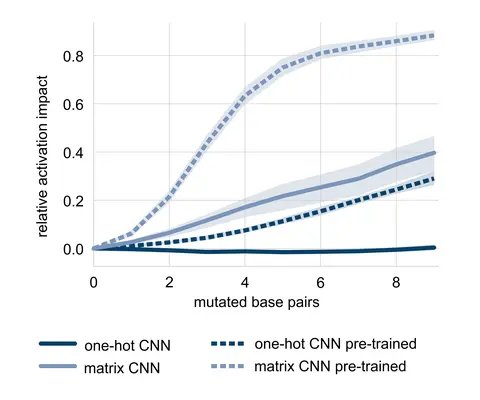 relative activation impact
0.8
0.6
0.4
0.2
0.0
0 2 4 6 8
mutated base pairs
one-hot CNN one-hot CNN pre-trained
matrix CNN matrix CNN pre-trained